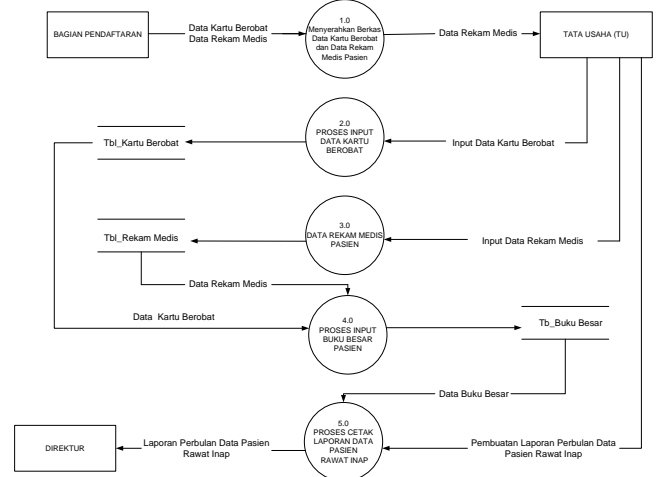 BAGIAN PENDAFTARAN
Data Kartu Berobat
Data Rekam Medis
1.0
Menyerahkan Berkas
Data Kartu Berobat
dan Data Rekam
Medis Pasien
Data Rekam Medis
TATA USAHA (TU)
Tbl_Kartu Berobat
2.0
PROSES INPUT
DATA KARTU
BEROBAT
Input Data Kartu Berobat
Tbl_Rekam Medis
3.0
DATA REKAM MEDIS
PASIEN
Input Data Rekam Medis
Data Rekam Medis
Data Kartu Berobat
4.0
PROSES INPUT
BUKU BESAR
PASIEN
Tb_Buku Besar
Data Buku Besar
DIREKTUR
Laporan Perbulan Data Pasien
Rawat Inap
5.0
PROSES CETAK
LAPORAN DATA
PASIEN
RAWAT INAP
Pembuatan Laporan Perbulan Data
Pasien Rawat Inap